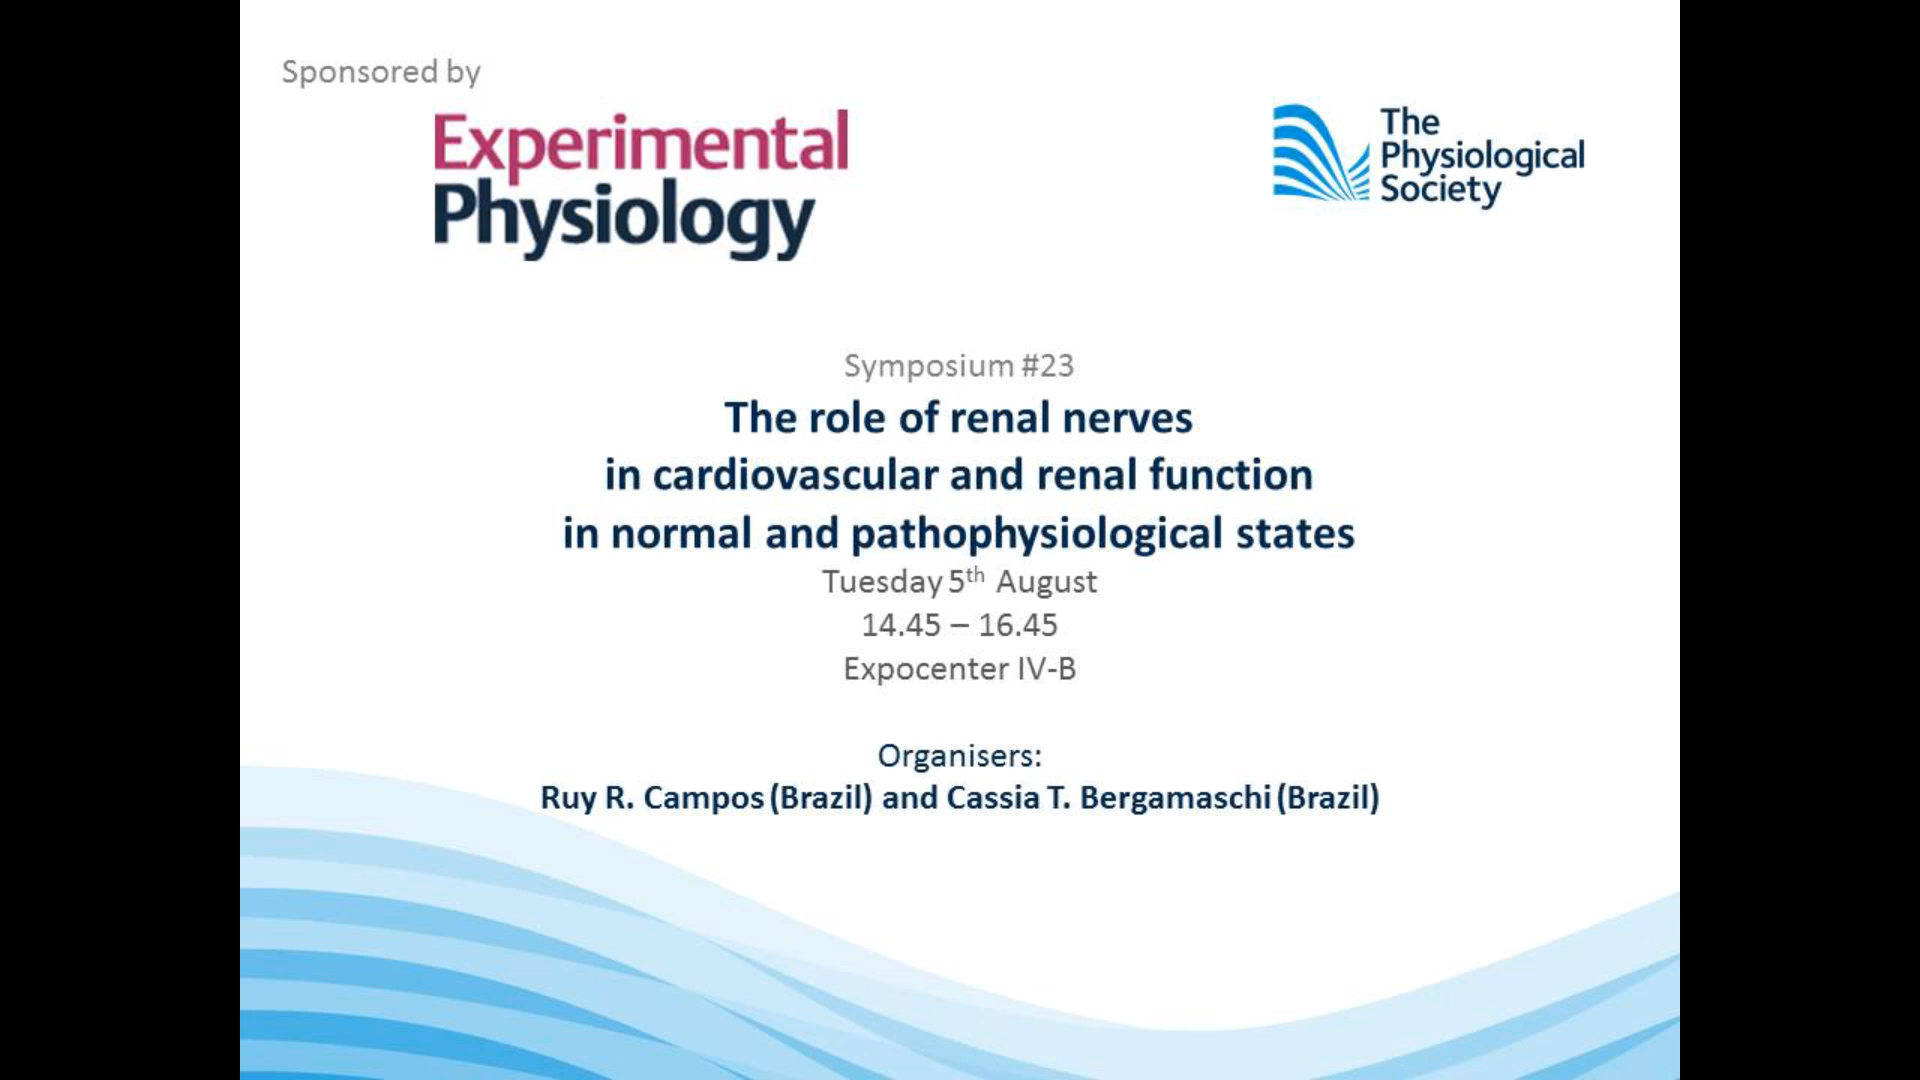 Sponsored by
Experimental
Physiology
The
Physiological
Society
Symposium #23
The role of renal nerves
in cardiovascular and renal function
in normal and pathophysiological states
Tuesday 5th August
14.45 – 16.45
Expocenter IV-B
Organisers:
Ruy R. Campos (Brazil) and Cassia T. Bergamaschi (Brazil)